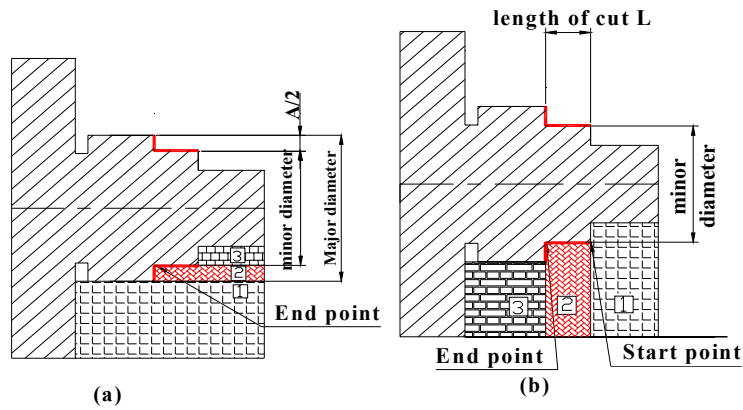 A/2
minor diameter
Major diameter
3
2
1
End point
(a)
length of cut L
minor
diameter
3
2
1
End point
Start point
(b)